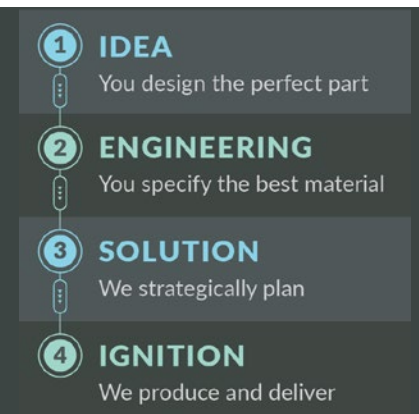 1 IDEA
You design the perfect part
2 ENGINEERING
You specify the best material
3 SOLUTION
We strategically plan
4 IGNITION
We produce and deliver